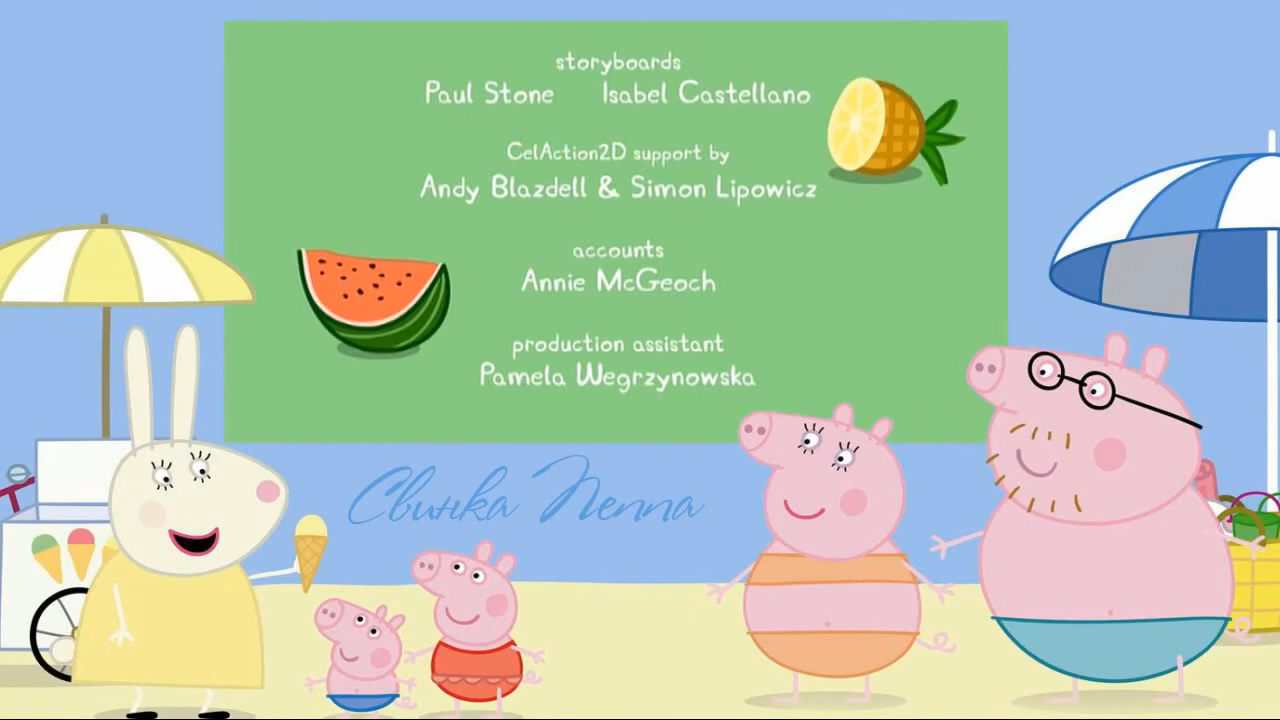 storyboards
Paul Stone Isabel Castellano
CelAction2D support by
Andy Blazdell & Simon Lipowicz
accounts
Annie McGeoch
production assistant
Pamela Wegrzynowska
Свинка Пеппа